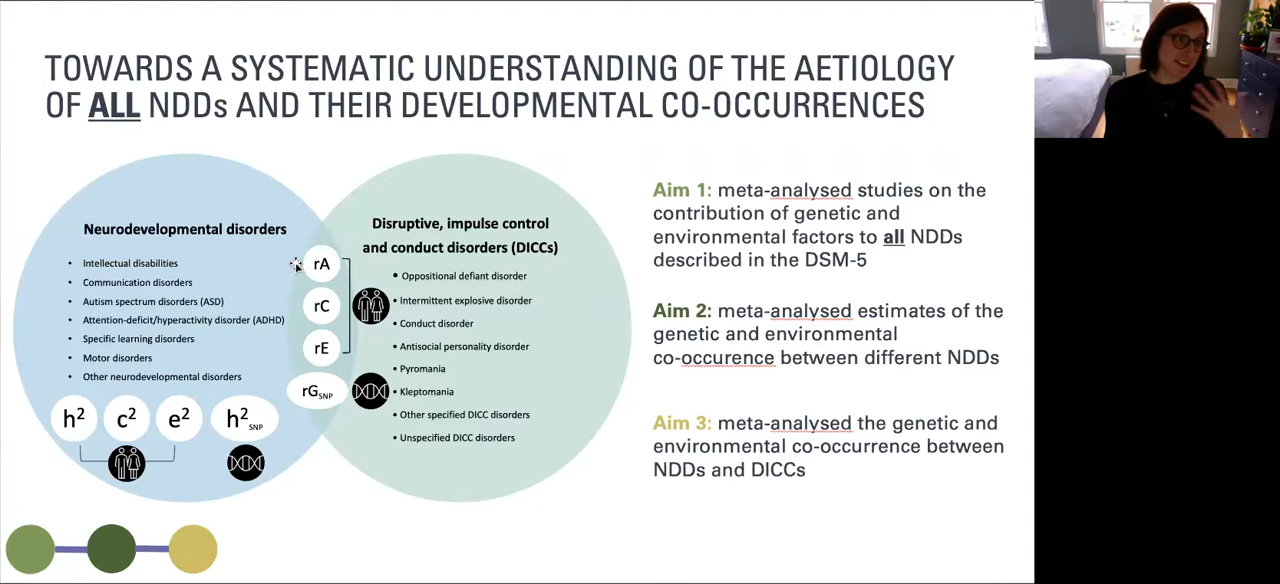 TOWARDS A SYSTEMATIC UNDERSTANDING OF THE AETIOLOGY
OF ALL NDDs AND THEIR DEVELOPMENTAL CO-OCCURRENCES
Neurodevelopmental disorders
• Intellectual disabilities
• Communication disorders
• Autism spectrum disorders (ASD)
• Attention-deficit/hyperactivity disorder (ADHD)
• Specific learning disorders
• Motor disorders
• Other neurodevelopmental disorders
h² c² e² h² SNP
rA
rC
rE
rG SNP
Disruptive, impulse control
and conduct disorders (DICCs)
• Oppositional defiant disorder
• Intermittent explosive disorder
• Conduct disorder
• Antisocial personality disorder
• Pyromania
• Kleptomania
• Other specified DICC disorders
• Unspecified DICC disorders
Aim 1: meta-analysed studies on the
contribution of genetic and
environmental factors to all NDDs
described in the DSM-5
Aim 2: meta-analysed estimates of the
genetic and environmental
co-occurence between different NDDs
Aim 3: meta-analysed the genetic and
environmental co-occurrence between
NDDs and DICCs